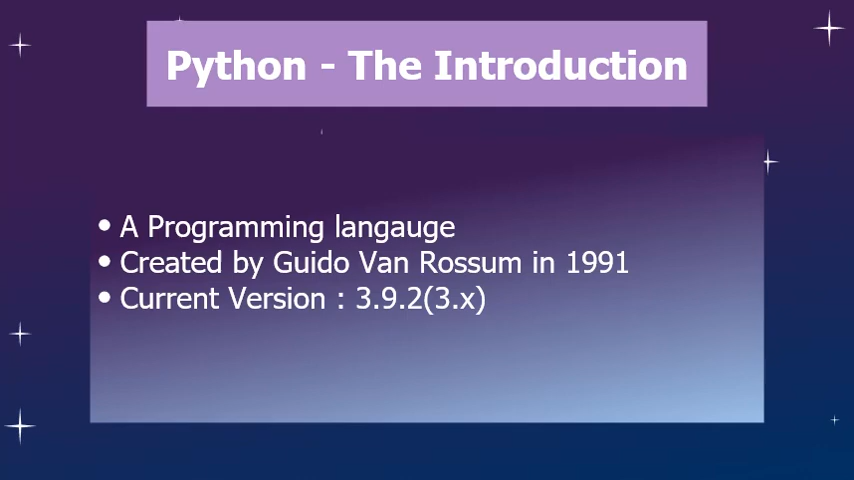 Python - The Introduction
• A Programming langauge
• Created by Guido Van Rossum in 1991
• Current Version : 3.9.2(3.x)